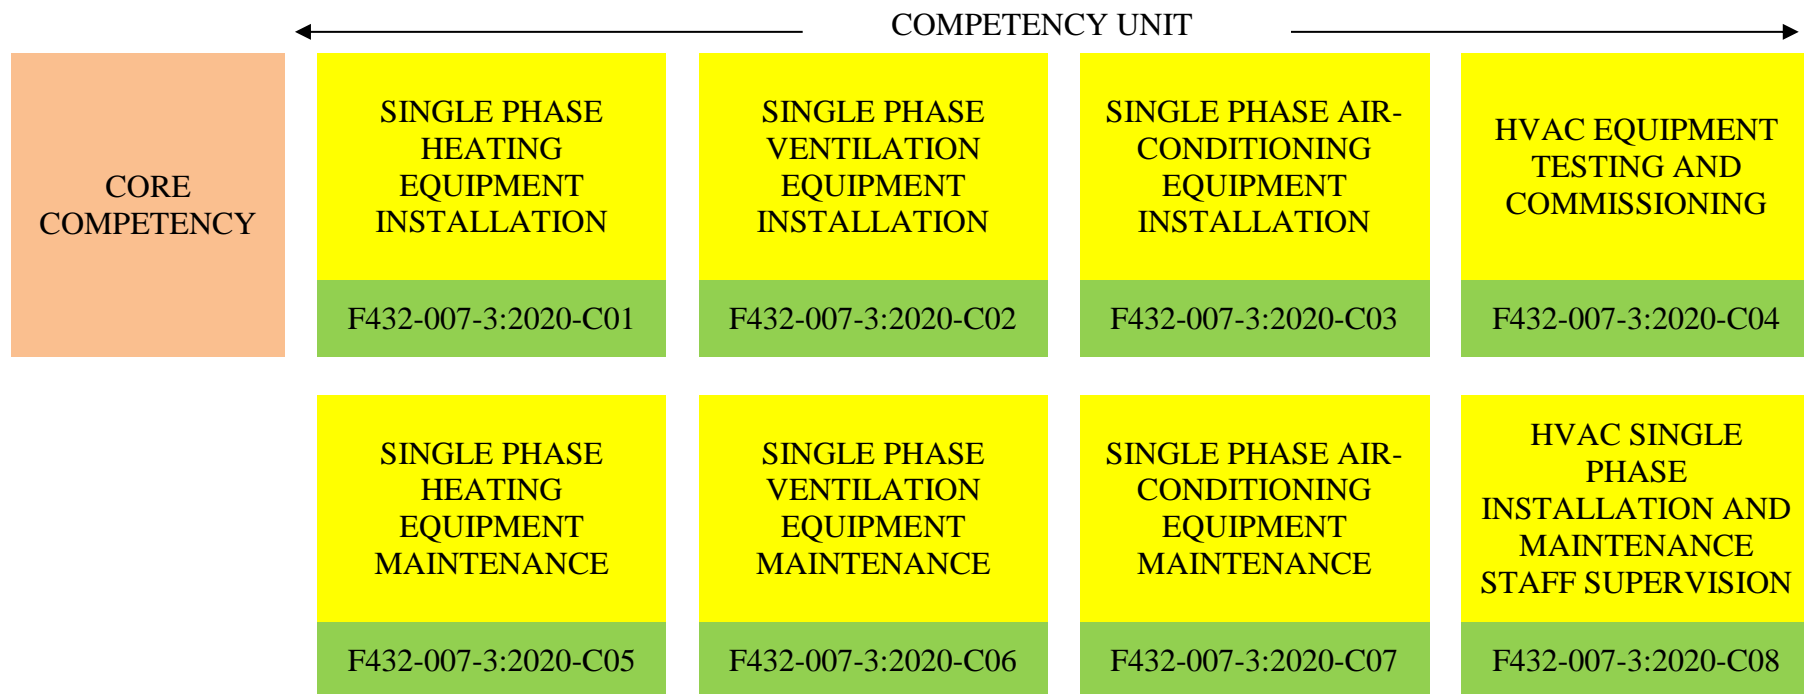 COMPETENCY UNIT
CORE
COMPETENCY
SINGLE PHASE
HEATING
EQUIPMENT
INSTALLATION
F432-007-3:2020-C01
SINGLE PHASE
VENTILATION
EQUIPMENT
INSTALLATION
F432-007-3:2020-C02
SINGLE PHASE AIR-
CONDITIONING
EQUIPMENT
INSTALLATION
F432-007-3:2020-C03
HVAC EQUIPMENT
TESTING AND
COMMISSIONING
F432-007-3:2020-C04
SINGLE PHASE
HEATING
EQUIPMENT
MAINTENANCE
F432-007-3:2020-C05
SINGLE PHASE
VENTILATION
EQUIPMENT
MAINTENANCE
F432-007-3:2020-C06
SINGLE PHASE AIR-
CONDITIONING
EQUIPMENT
MAINTENANCE
F432-007-3:2020-C07
HVAC SINGLE
PHASE
INSTALLATION AND
MAINTENANCE
STAFF SUPERVISION
F432-007-3:2020-C08